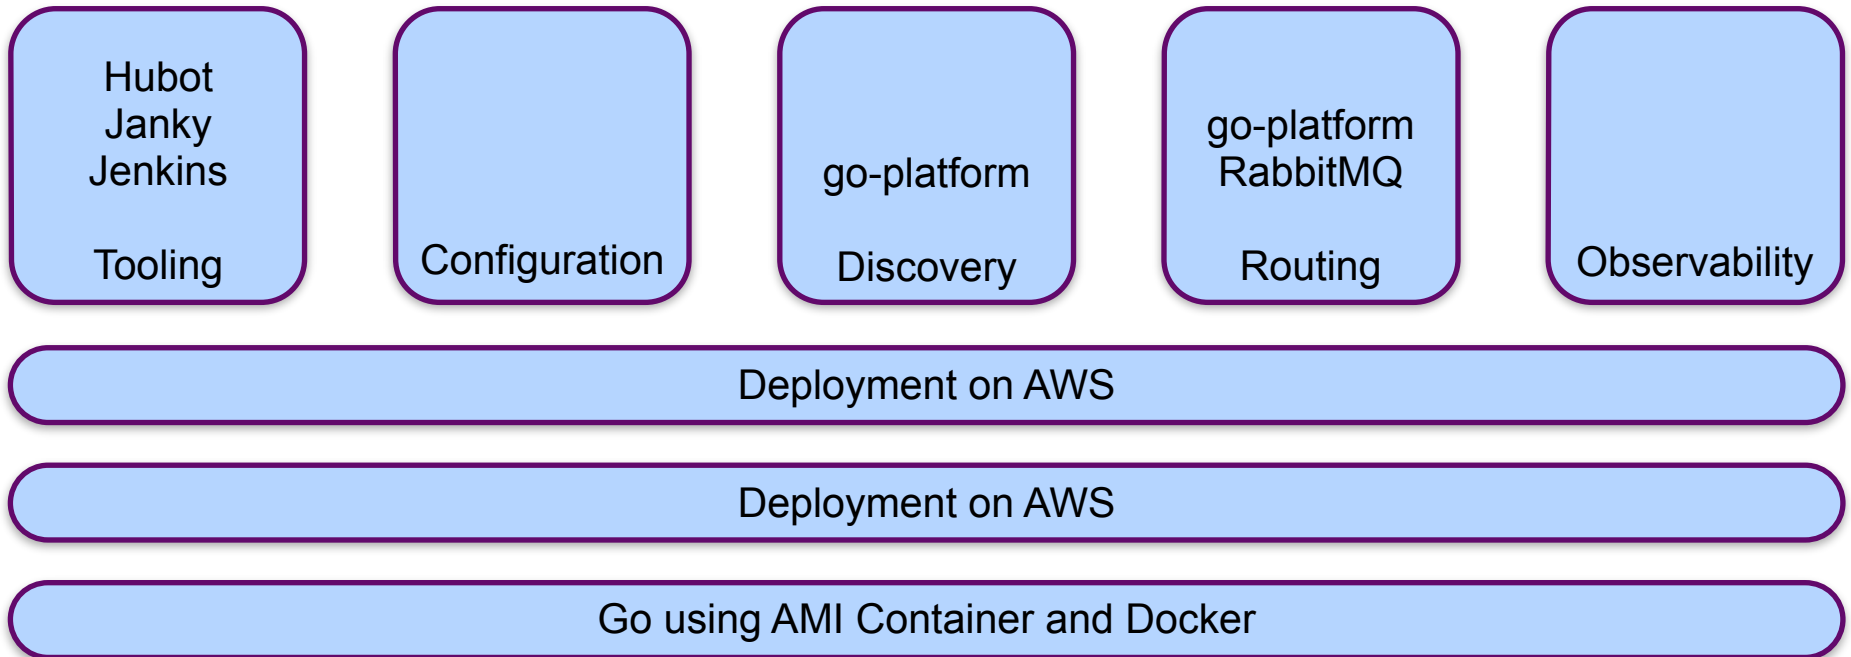 Hubot
Janky
Jenkins
Tooling
Configuration
go-platform
Discovery
go-platform
RabbitMQ
Routing
Observability
Deployment on AWS
Deployment on AWS
Go using AMI Container and Docker